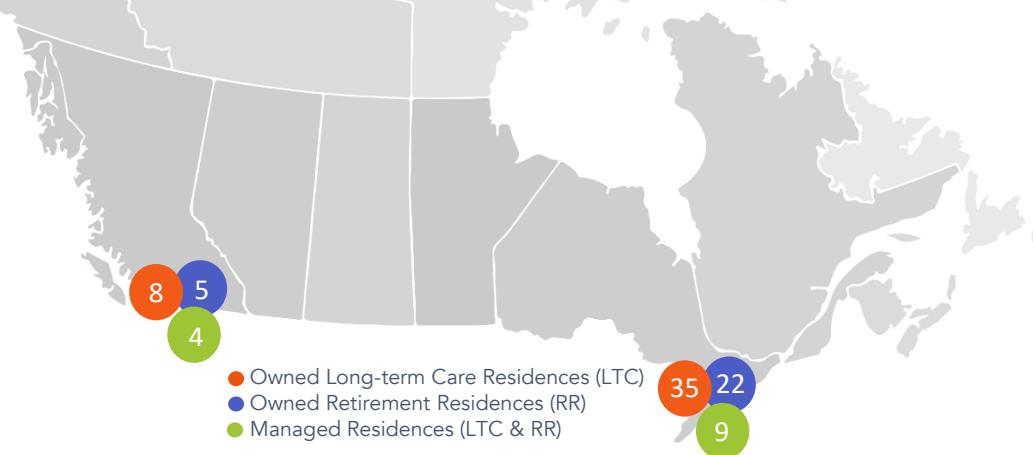 8 5
4
Owned Long-term Care Residences (LTC)
Owned Retirement Residences (RR)
Managed Residences (LTC & RR)
35 22
9